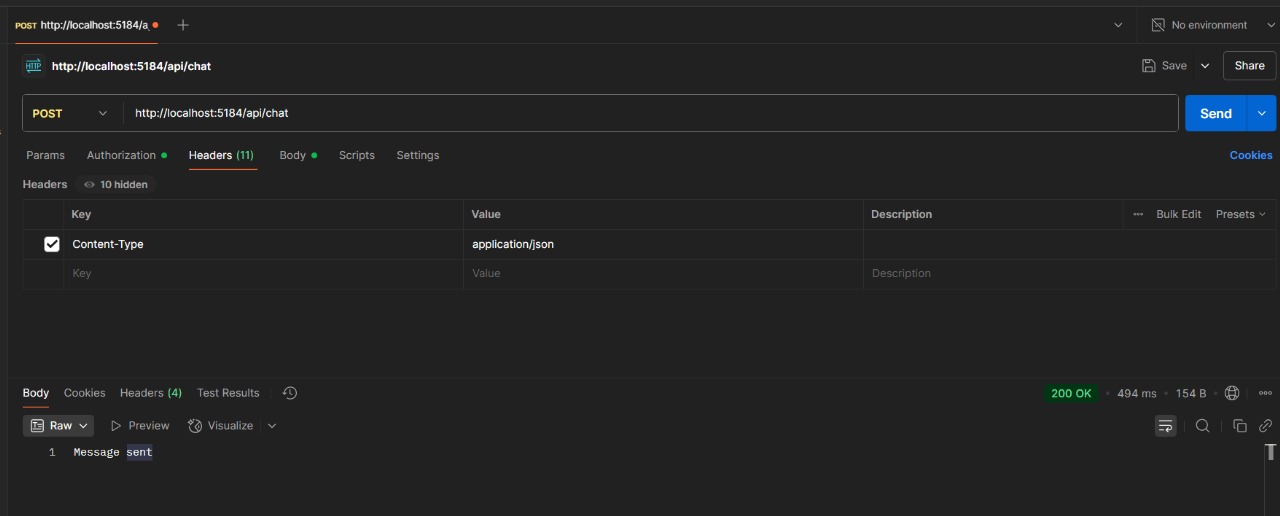 POST http://localhost:5184/a
No environment
HTTP http://localhost:5184/api/chat
Save
Share
POST
http://localhost:5184/api/chat
Send
Params Authorization Headers (11) Body Scripts Settings
Cookies
Headers 10 hidden
Key Value Description Bulk Edit Presets
Content-Type application/json
Key Value Description
Body Cookies Headers (4) Test Results
200 OK 494 ms 154 B
Raw Preview Visualize
1 Message sent